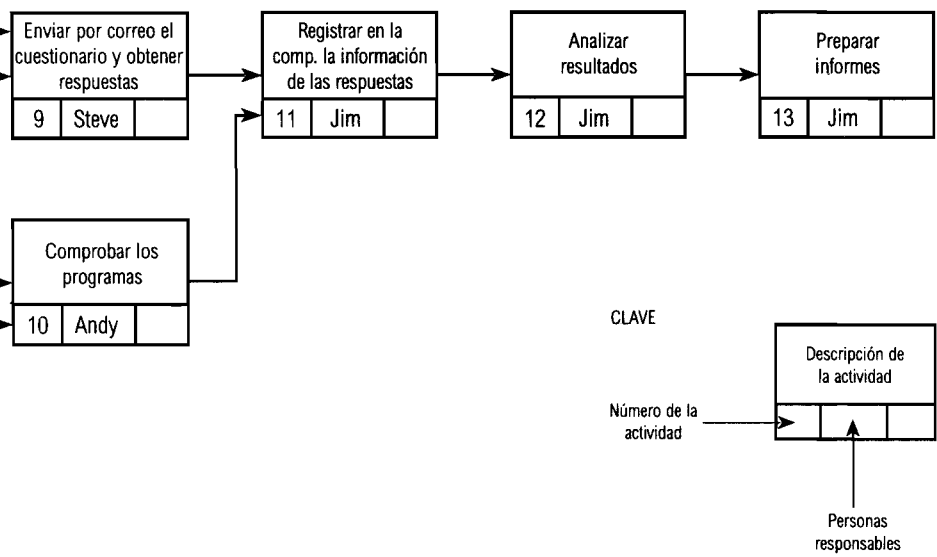 Enviar por correo el
cuestionario y obtener
respuestas
9 Steve
Registrar en la
comp. la información
de las respuestas
11 Jim
Analizar
resultados
12 Jim
Preparar
informes
13 Jim
Comprobar los
programas
10 Andy
CLAVE
Descripción de
la actividad
Número de la
actividad
Personas
responsables